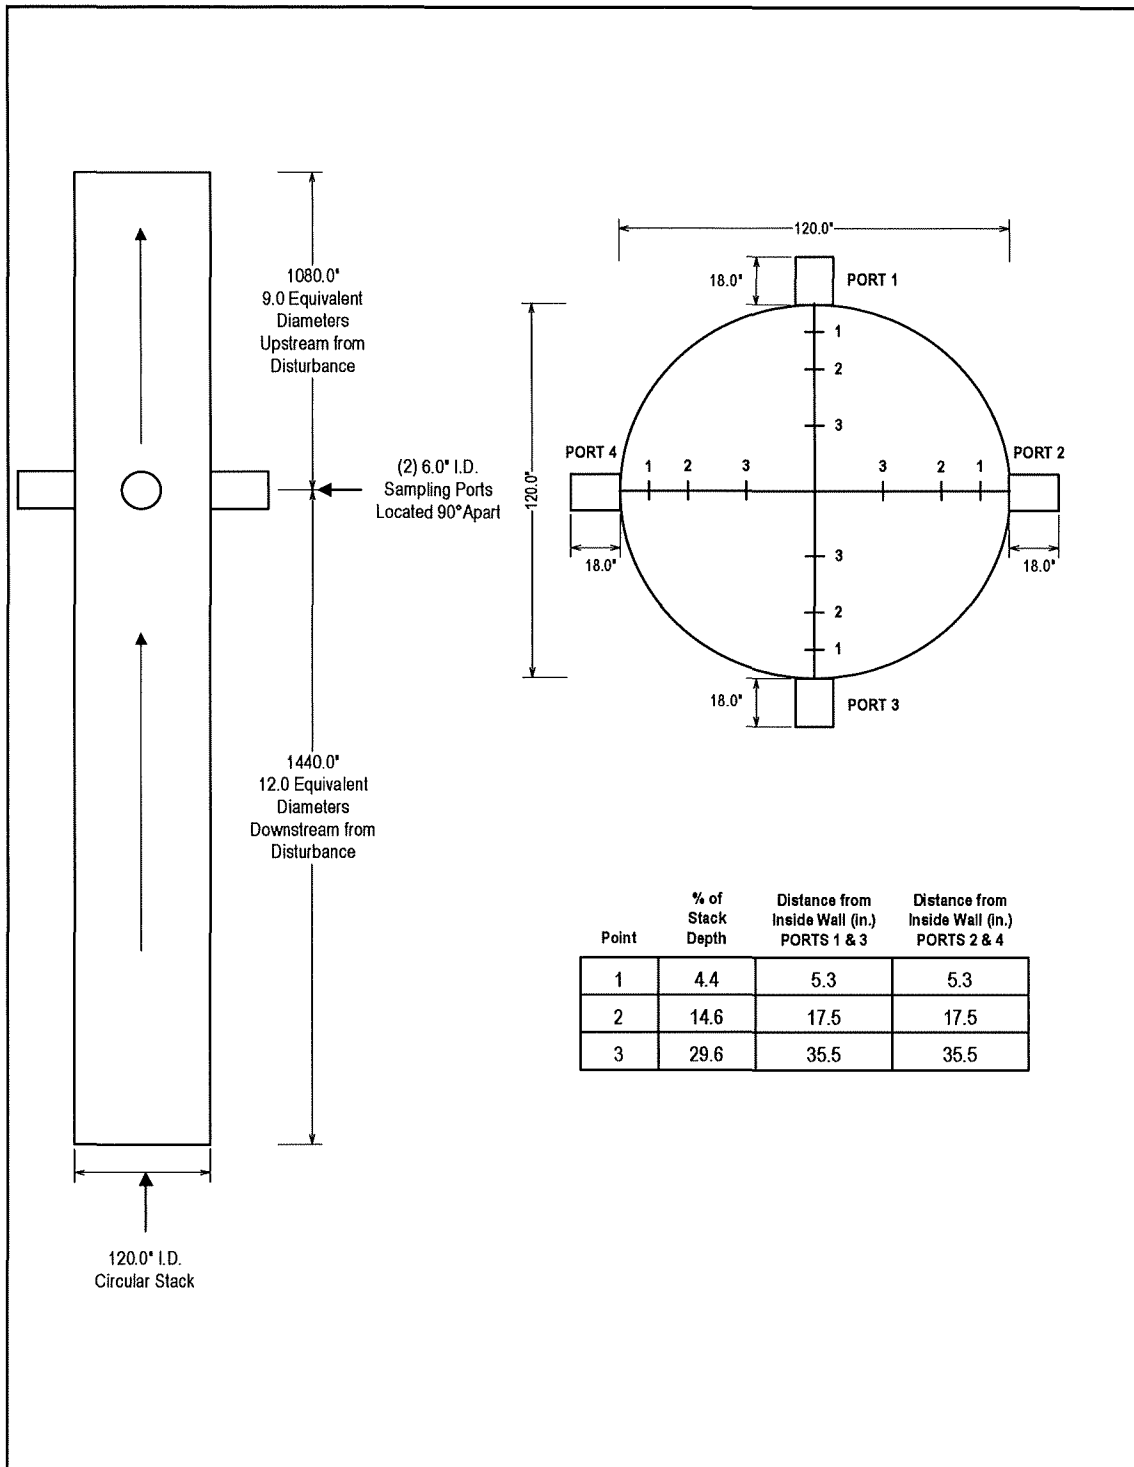 1080.0"
9.0 Equivalent
Diameters
Upstream from
Disturbance
(2) 6.0" I.D.
Sampling Ports
Located 90°Apart
1440.0"
12.0 Equivalent
Diameters
Downstream from
Disturbance
120.0" I.D.
Circular Stack
120.0"
18.0"
PORT 1
1
2
3
PORT 4
1 2 3
3 2 1
PORT 2
120.0"
18.0"
18.0"
3
2
1
18.0"
PORT 3
Point % of Stack Depth Distance from Inside Wall (in.) PORTS 1 & 3 Distance from Inside Wall (in.) PORTS 2 & 4
1 4.4 5.3 5.3
2 14.6 17.5 17.5
3 29.6 35.5 35.5